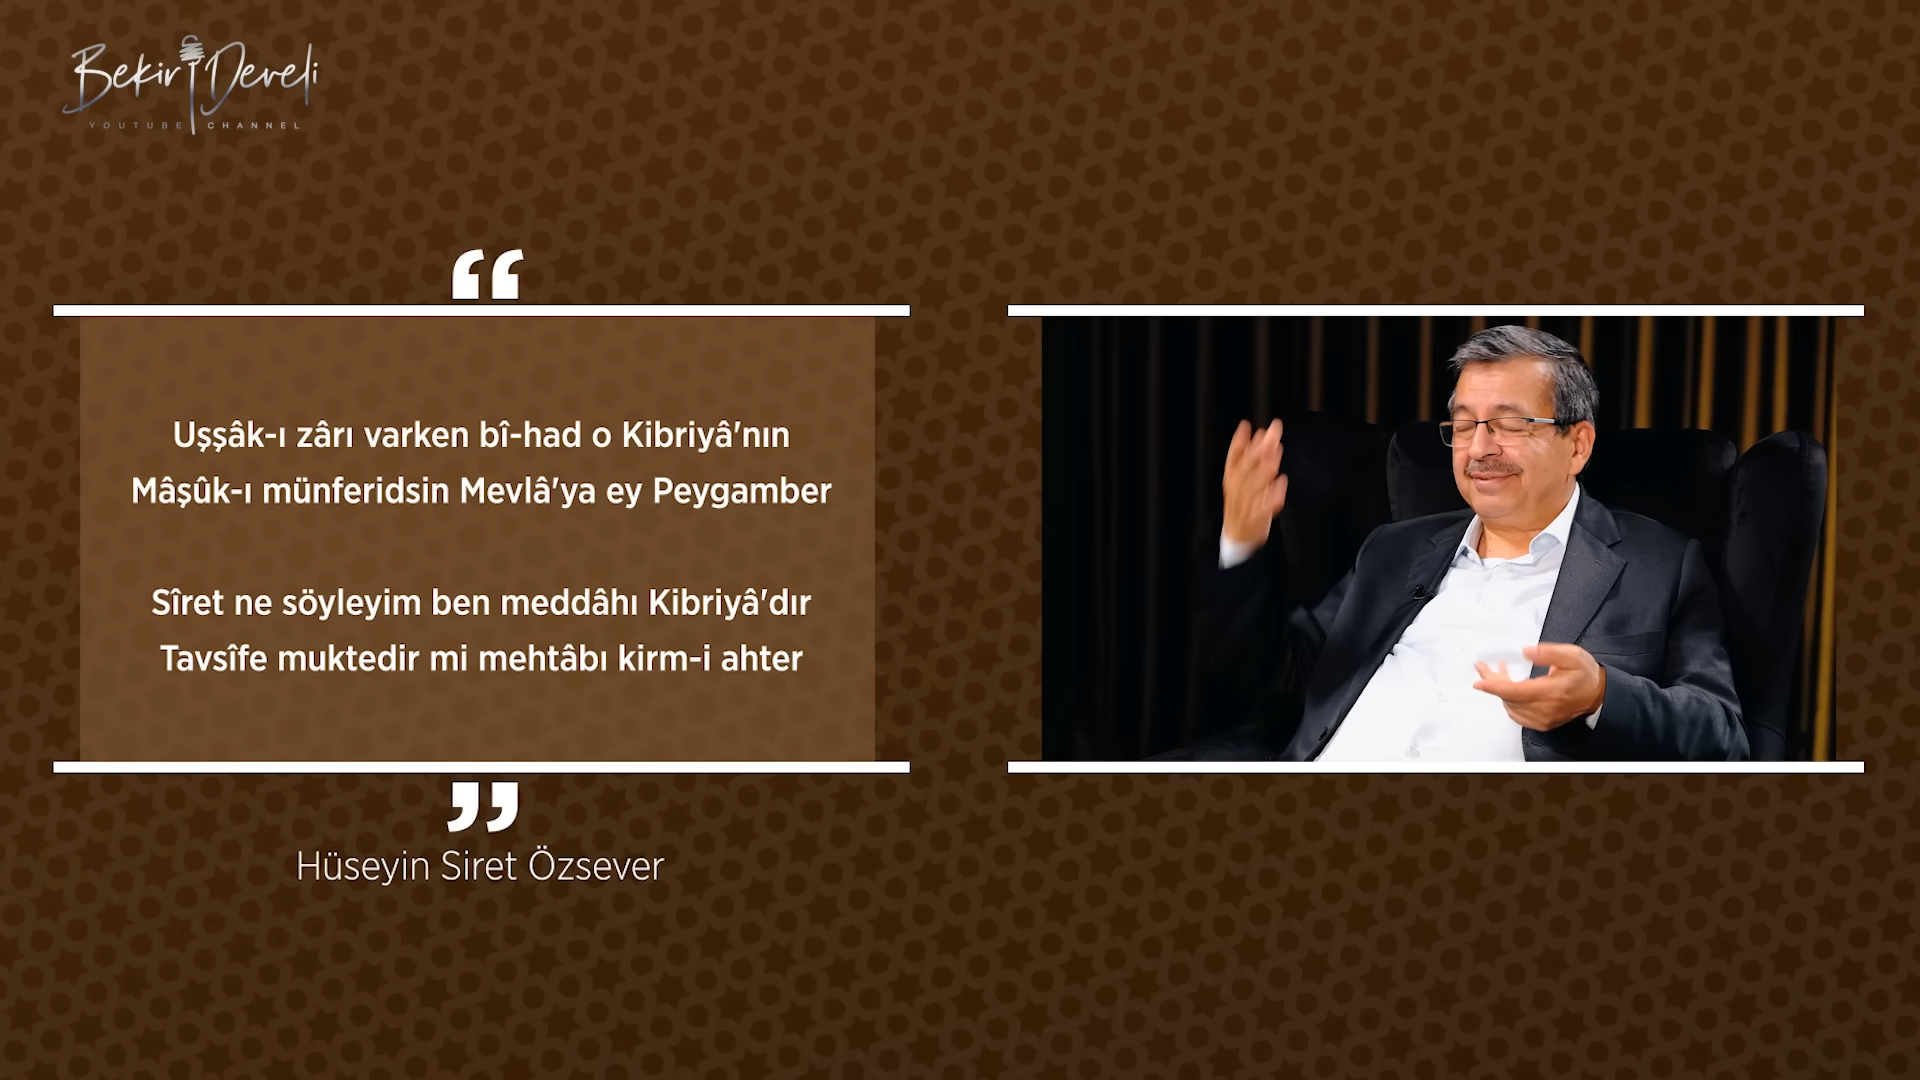 Bekir Develi
YOUTUBE CHANNEL
“
Uşşâk-ı zârı varken bî-had o Kibriyâ'nın
Mâşûk-ı münferidsin Mevlâ'ya ey Peygamber
Sîret ne söyleyim ben meddâhı Kibriyâ'dır
Tavsîfe muktedir mi mehtâbı kirm-i ahter
”
Hüseyin Siret Özsever